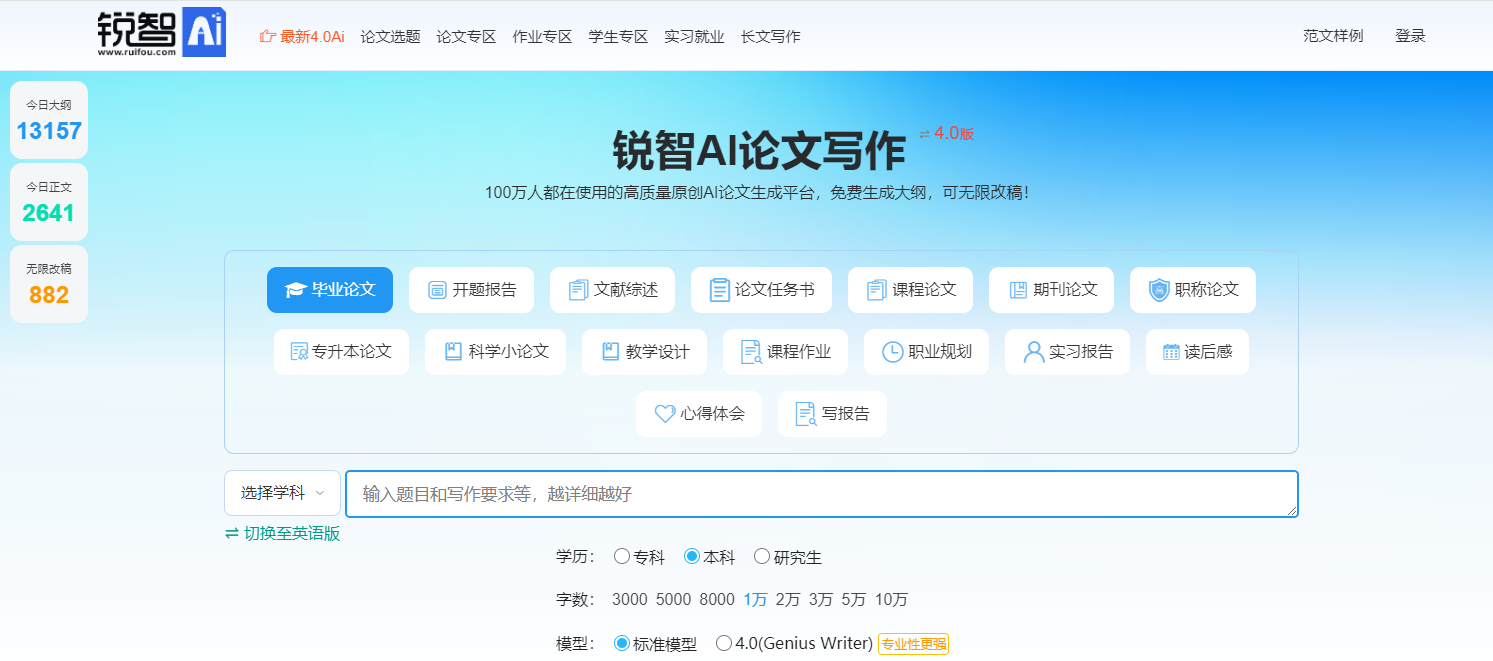 锐智 Ai
www.ruifou.com
最新4.0Ai 论文选题 论文专区 作业专区 学生专区 实习就业 长文写作 范文样例 登录
今日大纲
13157
今日正文
2641
无限改稿
882
锐智AI论文写作 ⇌ 4.0版
100万人都在使用的高质量原创AI论文生成平台，免费生成大纲，可无限改稿！
毕业论文 开题报告 文献综述 论文任务书 课程论文 期刊论文 职称论文
专升本论文 科学小论文 教学设计 课程作业 职业规划 实习报告 读后感
心得体会 写报告
选择学科 输入题目和写作要求等，越详细越好
⇌ 切换至英语版
学历： 专科 本科 研究生
字数： 3000 5000 8000 1万 2万 3万 5万 10万
模型： 标准模型 4.0(Genius Writer) 专业性更强